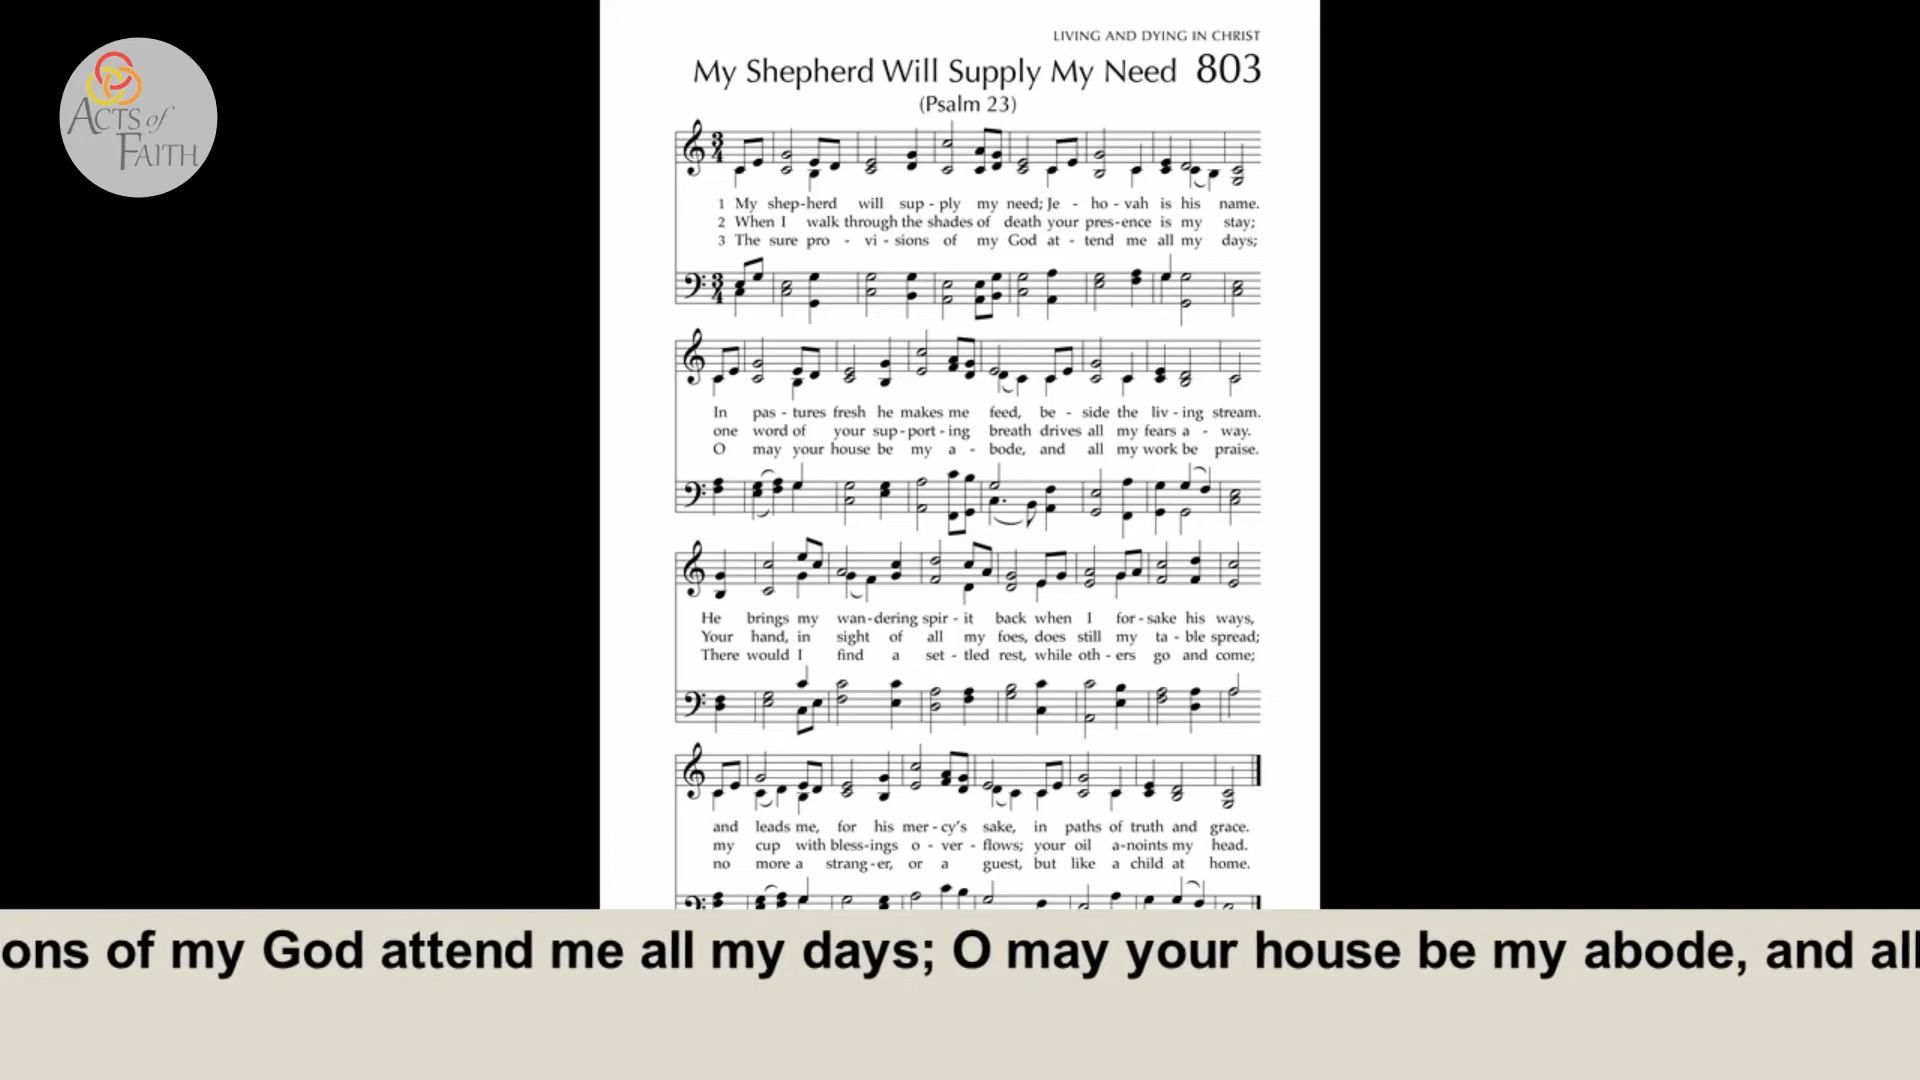 ACTS of
FAITH
LIVING AND DYING IN CHRIST
My Shepherd Will Supply My Need 803
(Psalm 23)
1 My shep-herd will sup - ply my need; Je - ho - vah is his name.
2 When I walk through the shades of death your pres-ence is my stay;
3 The sure pro - vi - sions of my God at - tend me all my days;
In pas - tures fresh he makes me feed, be - side the liv - ing stream.
one word of your sup-port-ing breath drives all my fears a - way.
O may your house be my a - bode, and all my work be praise.
He brings my wan-dering spir - it back when I for-sake his ways,
Your hand, in sight of all my foes, does still my ta - ble spread;
There would I find a set - tled rest, while oth - ers go and come;
and leads me, for his mer-cy's sake, in paths of truth and grace.
my cup with bless-ings o - ver - flows; your oil a-noints my head.
no more a strang-er, or a guest, but like a child at home.
ons of my God attend me all my days; O may your house be my abode, and all